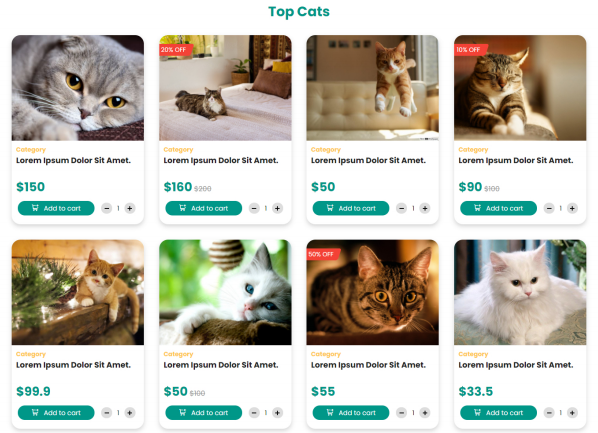 Top Cats
20% OFF
10% OFF
Category
Lorem Ipsum Dolor Sit Amet.
$150
Add to cart
− 1 +
Category
Lorem Ipsum Dolor Sit Amet.
$160 $200
Add to cart
− 1 +
Category
Lorem Ipsum Dolor Sit Amet.
$50
Add to cart
− 1 +
Category
Lorem Ipsum Dolor Sit Amet.
$90 $100
Add to cart
− 1 +
50% OFF
Category
Lorem Ipsum Dolor Sit Amet.
$99.9
Add to cart
− 1 +
Category
Lorem Ipsum Dolor Sit Amet.
$50 $100
Add to cart
− 1 +
Category
Lorem Ipsum Dolor Sit Amet.
$55
Add to cart
− 1 +
Category
Lorem Ipsum Dolor Sit Amet.
$33.5
Add to cart
− 1 +